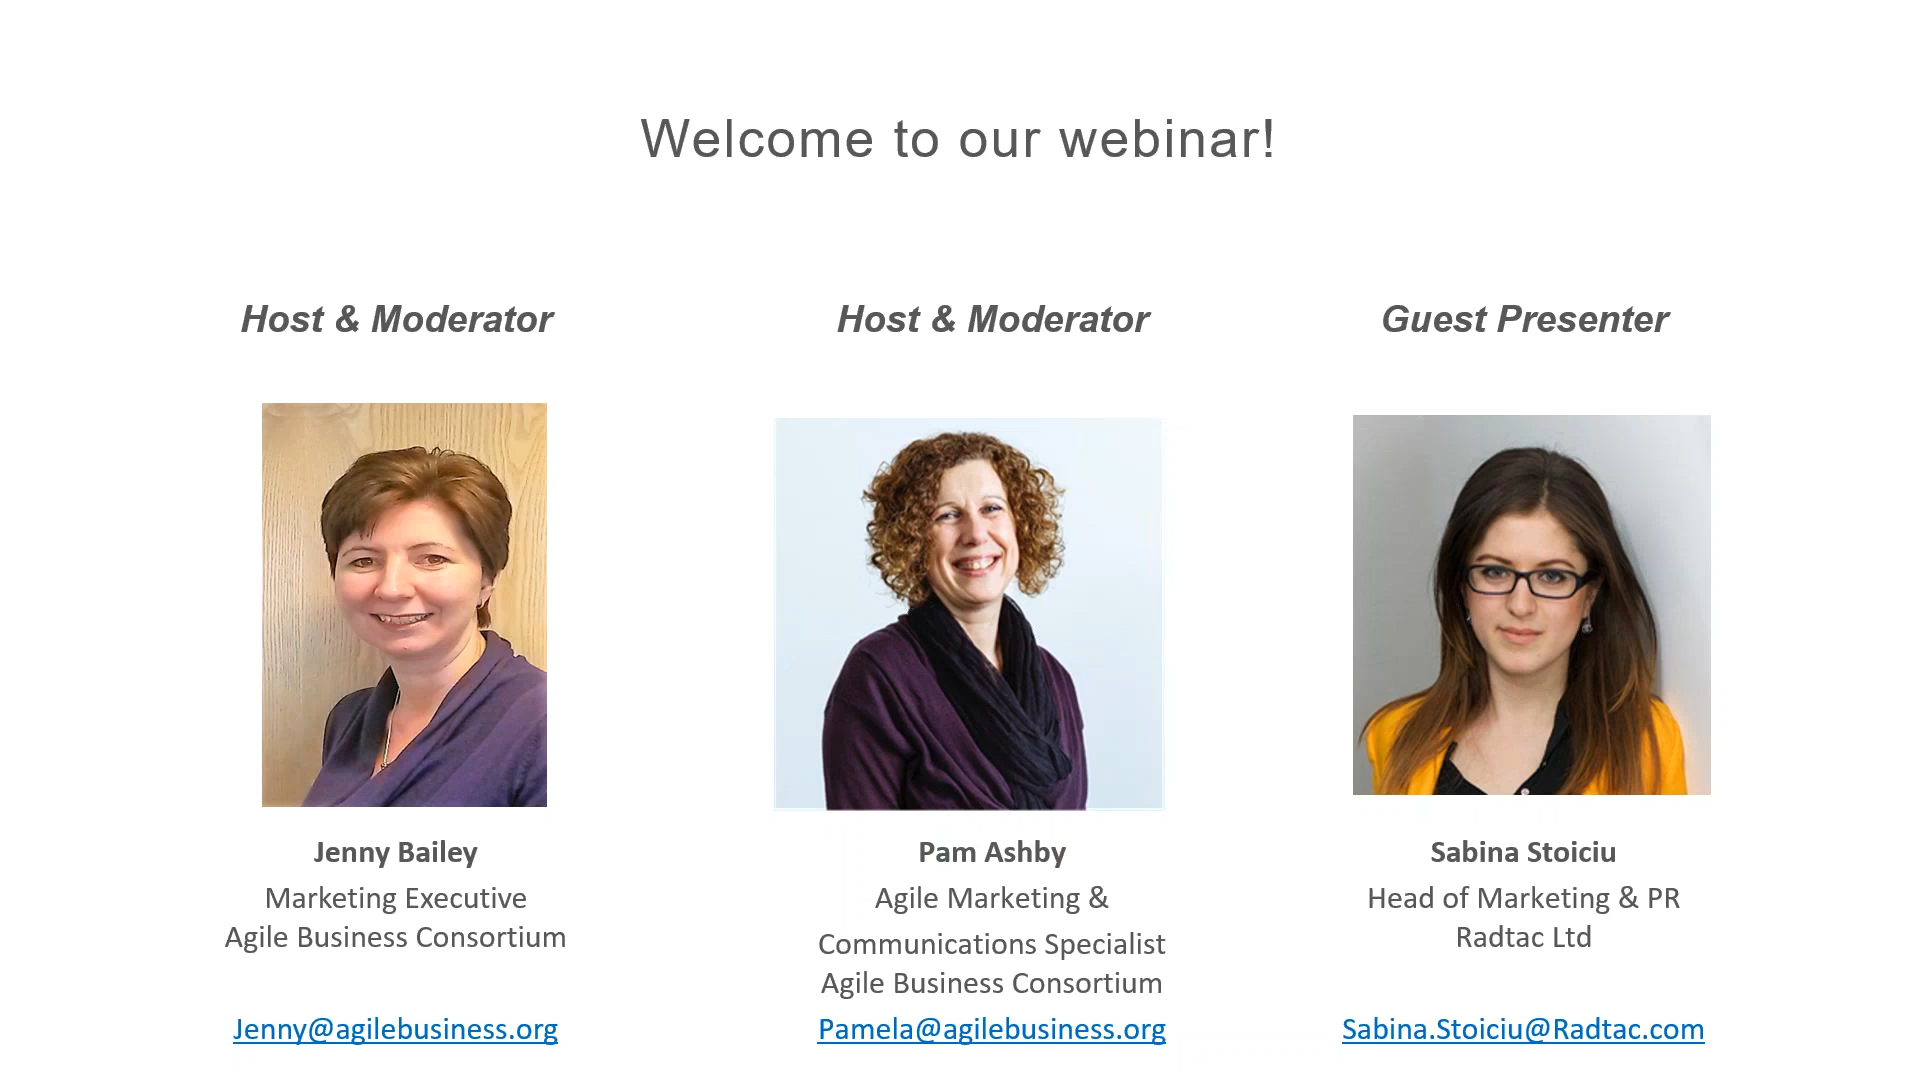 Welcome to our webinar!
Host & Moderator
Host & Moderator
Guest Presenter
Jenny Bailey
Marketing Executive
Agile Business Consortium
Jenny@agilebusiness.org
Pam Ashby
Agile Marketing &
Communications Specialist
Agile Business Consortium
Pamela@agilebusiness.org
Sabina Stoiciu
Head of Marketing & PR
Radtac Ltd
Sabina.Stoiciu@Radtac.com